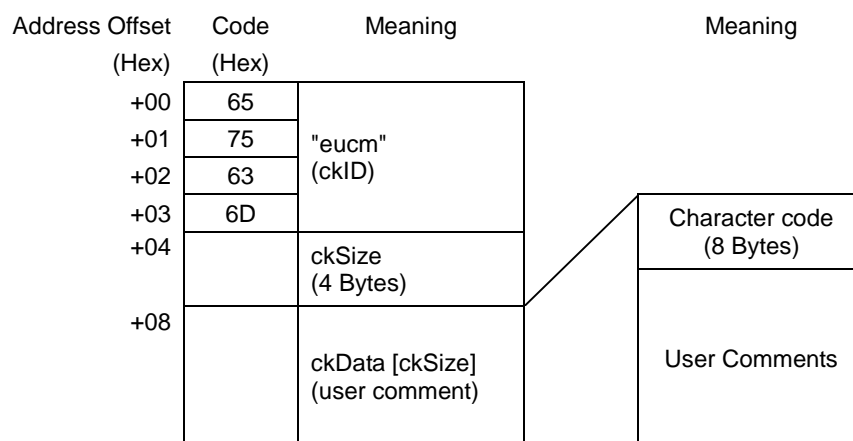 Address Offset Code Meaning Meaning
(Hex) (Hex)
+00 65
+01 75 "eucm"
+02 63 (ckID)
+03 6D Character code
+04 ckSize (8 Bytes)
(4 Bytes)
+08
ckData [ckSize] User Comments
(user comment)